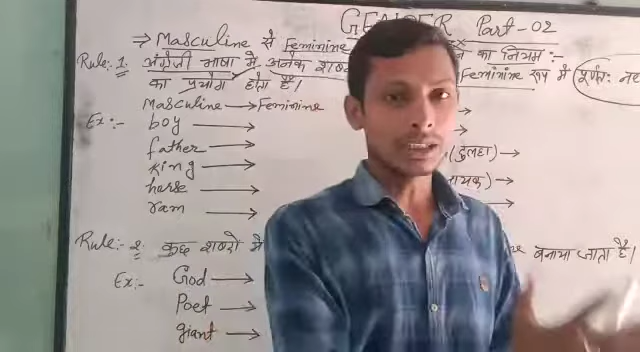 GENDER Part-02
⇒ Masculine से Feminine का नियम:-
Rule:-1: अंग्रेजी भाषा में अनेक शब्द Feminine रूप में (पूर्णतः
का प्रयोग होता है।
Masculine → Feminine
Ex:- boy →
father →
king → (दुल्हा) →
horse →
ram →
Rule:-2: कुछ शब्दों में बनाया जाता है।
Ex:- God →
Poet →
giant →